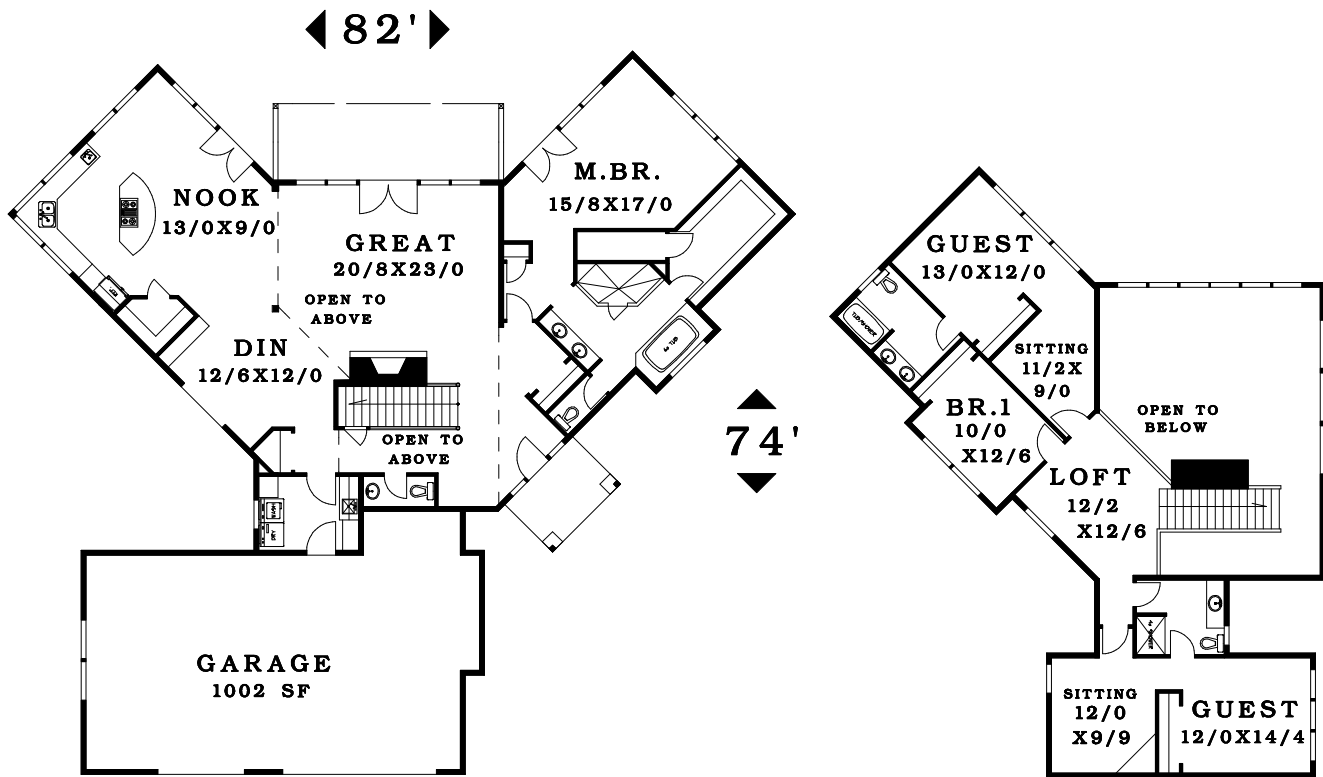 82'
NOOK
13/0X9/0
GREAT
20/8X23/0
OPEN TO
ABOVE
M.BR.
15/8X17/0
DIN
12/6X12/0
OPEN TO
ABOVE
GARAGE
1002 SF
74'
GUEST
13/0X12/0
SITTING
11/2X
9/0
BR.1
10/0
X12/6
OPEN TO
BELOW
LOFT
12/2
X12/6
SITTING
12/0
X9/9
GUEST
12/0X14/4